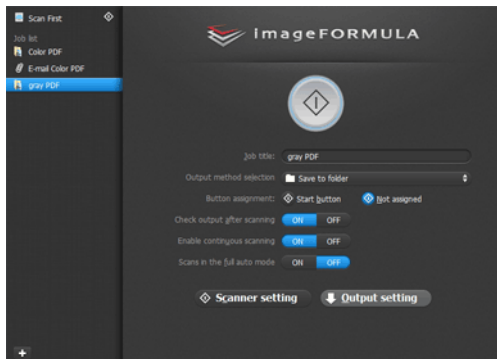 Scan First
Job list
Color PDF
E-mail Color PDF
gray PDF
imageFORMULA
Job title: gray PDF
Output method selection Save to folder
Button assignment: Start button Not assigned
Check output after scanning ON OFF
Enable continuous scanning ON OFF
Scans in the full auto mode ON OFF
Scanner setting Output setting